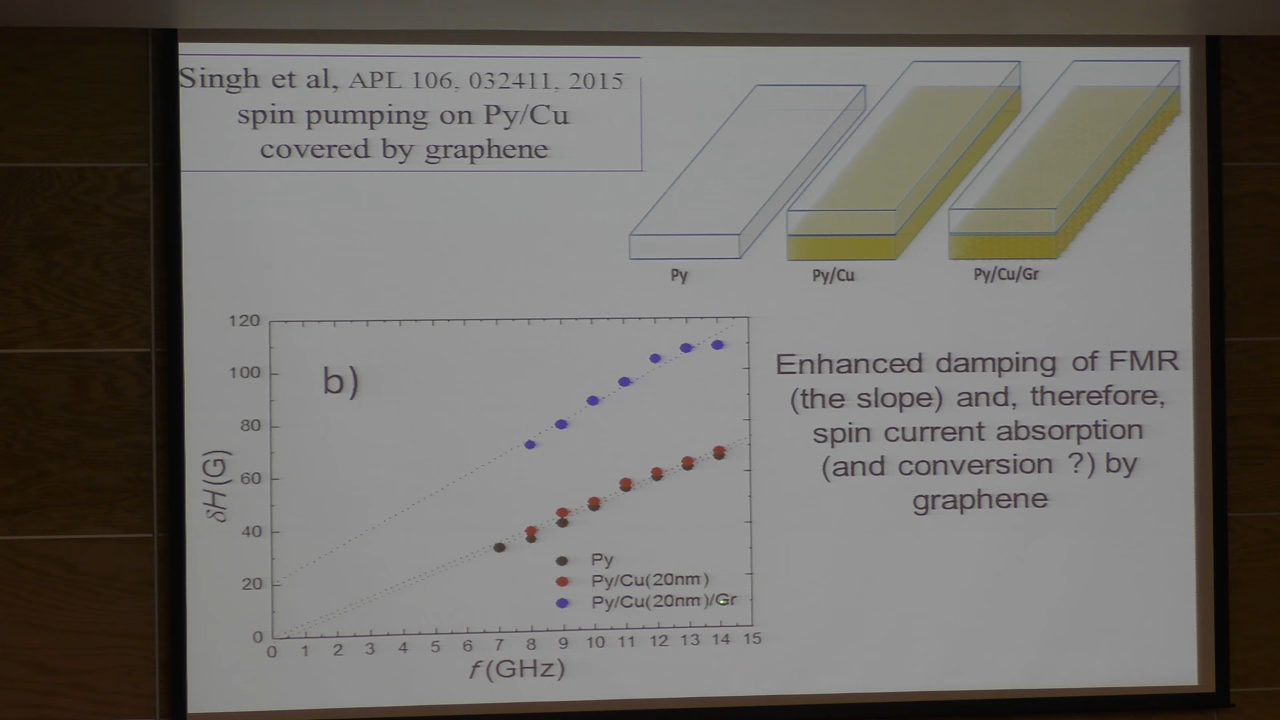 Singh et al, APL 106, 032411, 2015
spin pumping on Py/Cu
covered by graphene
Py
Py/Cu
Py/Cu/Gr
b)
δH(G)
120
100
80
60
40
20
0
Py
Py/Cu(20nm)
Py/Cu(20nm)/Gr
0 1 2 3 4 5 6 7 8 9 10 11 12 13 14 15
f(GHz)
Enhanced damping of FMR
(the slope) and, therefore,
spin current absorption
(and conversion ?) by
graphene